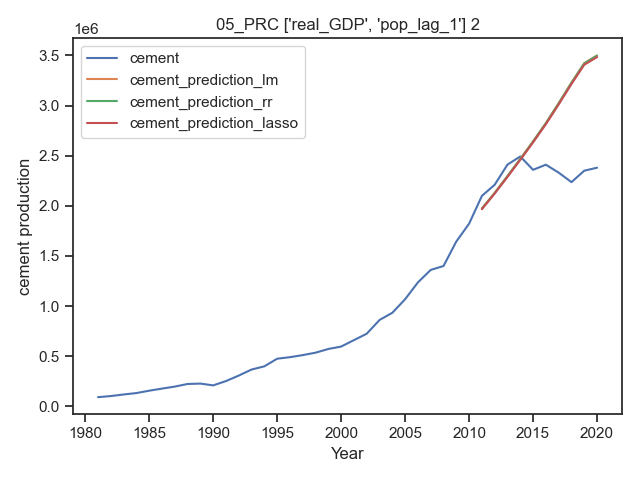 05_PRC ['real_GDP', 'pop_lag_1'] 2
1e6
cement
cement_prediction_lm
cement_prediction_rr
cement_prediction_lasso
3.5
3.0
2.5
2.0
1.5
1.0
0.5
0.0
cement production
1980 1985 1990 1995 2000 2005 2010 2015 2020
Year